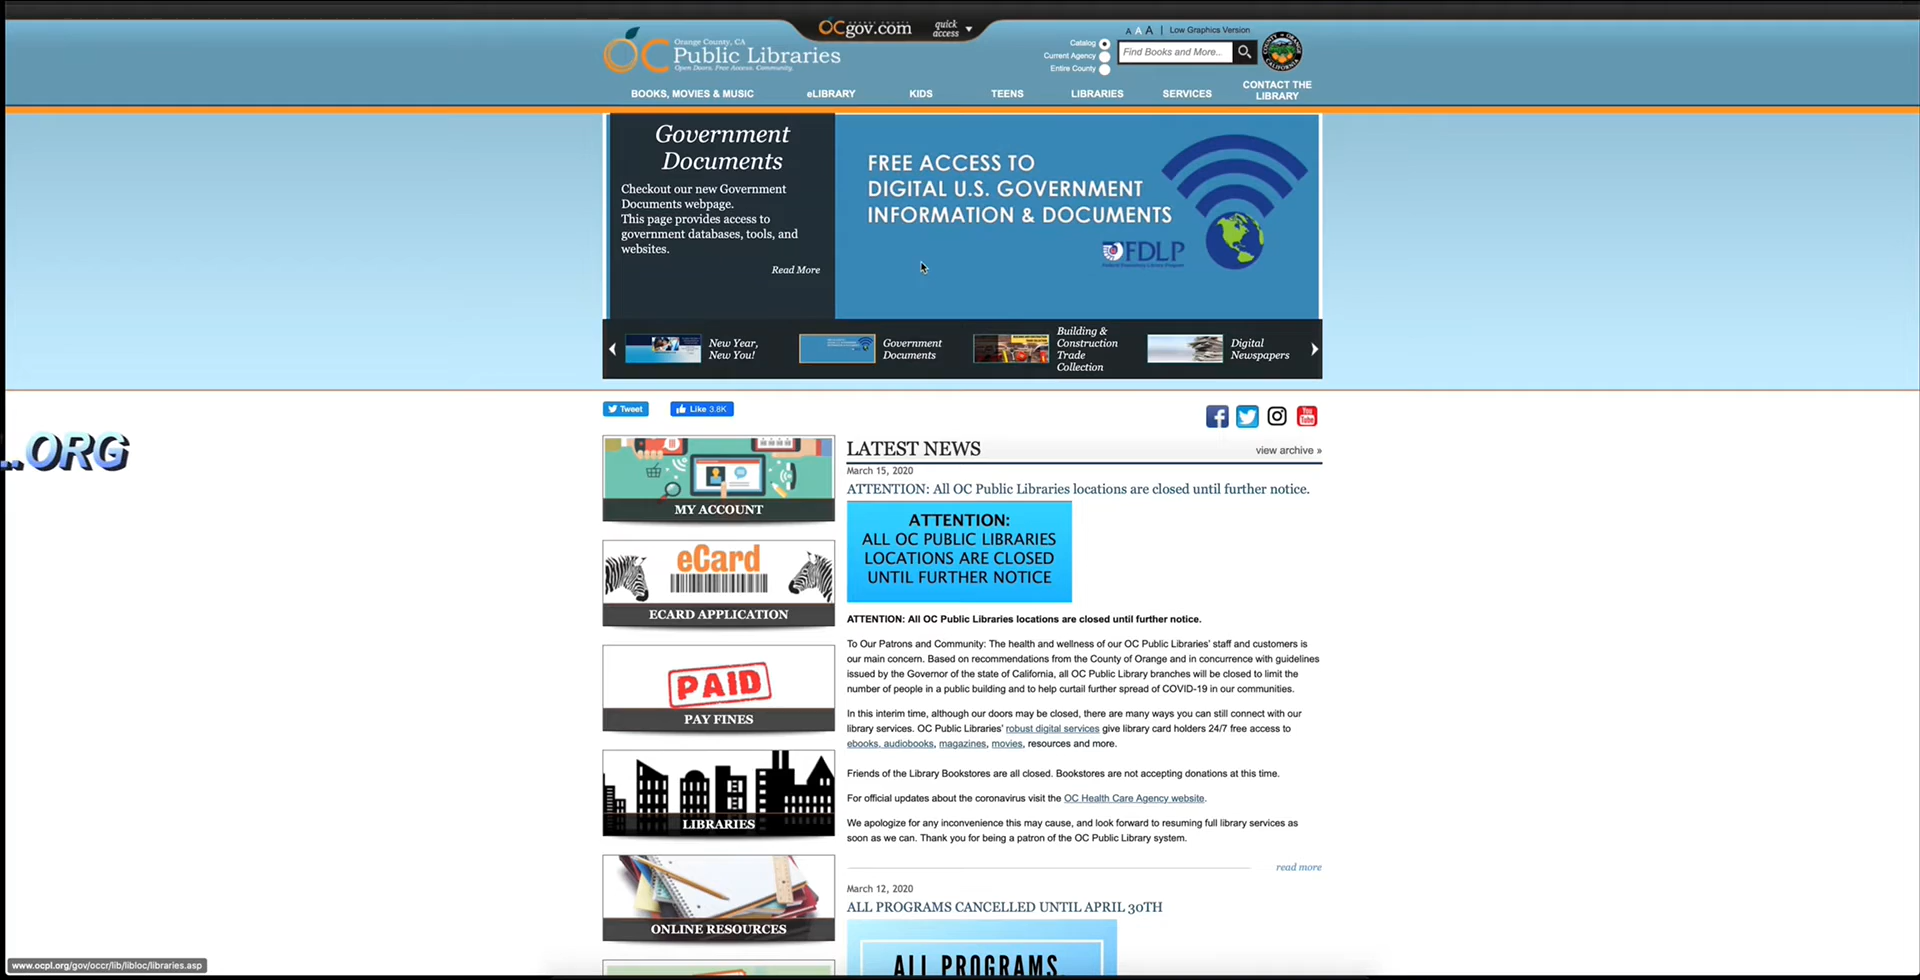 OCgov.com
quick
access
A A A | Low Graphics Version
Orange County, CA
OC Public Libraries
Open Doors. Free Access. Community.
Catalog
Current Agency
Entire County
Find Books and More...
BOOKS, MOVIES & MUSIC
eLIBRARY
KIDS
TEENS
LIBRARIES
SERVICES
CONTACT THE
LIBRARY
Government
Documents
Checkout our new Government
Documents webpage.
This page provides access to
government databases, tools, and
websites.
Read More
FREE ACCESS TO
DIGITAL U.S. GOVERNMENT
INFORMATION & DOCUMENTS
FDLP
New Year,
New You!
Government
Documents
Building &
Construction
Trade
Collection
Digital
Newspapers
Tweet
Like 3.8K
You
Tube
..ORG
MY ACCOUNT
eCard
ECARD APPLICATION
PAID
PAY FINES
LIBRARIES
ONLINE RESOURCES
LATEST NEWS
view archive »
March 15, 2020
ATTENTION: All OC Public Libraries locations are closed until further notice.
ATTENTION:
ALL OC PUBLIC LIBRARIES
LOCATIONS ARE CLOSED
UNTIL FURTHER NOTICE
ATTENTION: All OC Public Libraries locations are closed until further notice.
To Our Patrons and Community: The health and wellness of our OC Public Libraries' staff and customers is
our main concern. Based on recommendations from the County of Orange and in concurrence with guidelines
issued by the Governor of the state of California, all OC Public Library branches will be closed to limit the
number of people in a public building and to help curtail further spread of COVID-19 in our communities.
In this interim time, although our doors may be closed, there are many ways you can still connect with our
library services. OC Public Libraries' robust digital services give library card holders 24/7 free access to
ebooks, audiobooks, magazines, movies, resources and more.
Friends of the Library Bookstores are all closed. Bookstores are not accepting donations at this time.
For official updates about the coronavirus visit the OC Health Care Agency website.
We apologize for any inconvenience this may cause, and look forward to resuming full library services as
soon as we can. Thank you for being a patron of the OC Public Library system.
read more
March 12, 2020
ALL PROGRAMS CANCELLED UNTIL APRIL 30TH
ALL PROGRAMS
www.ocpl.org/gov/occr/lib/libloc/libraries.asp